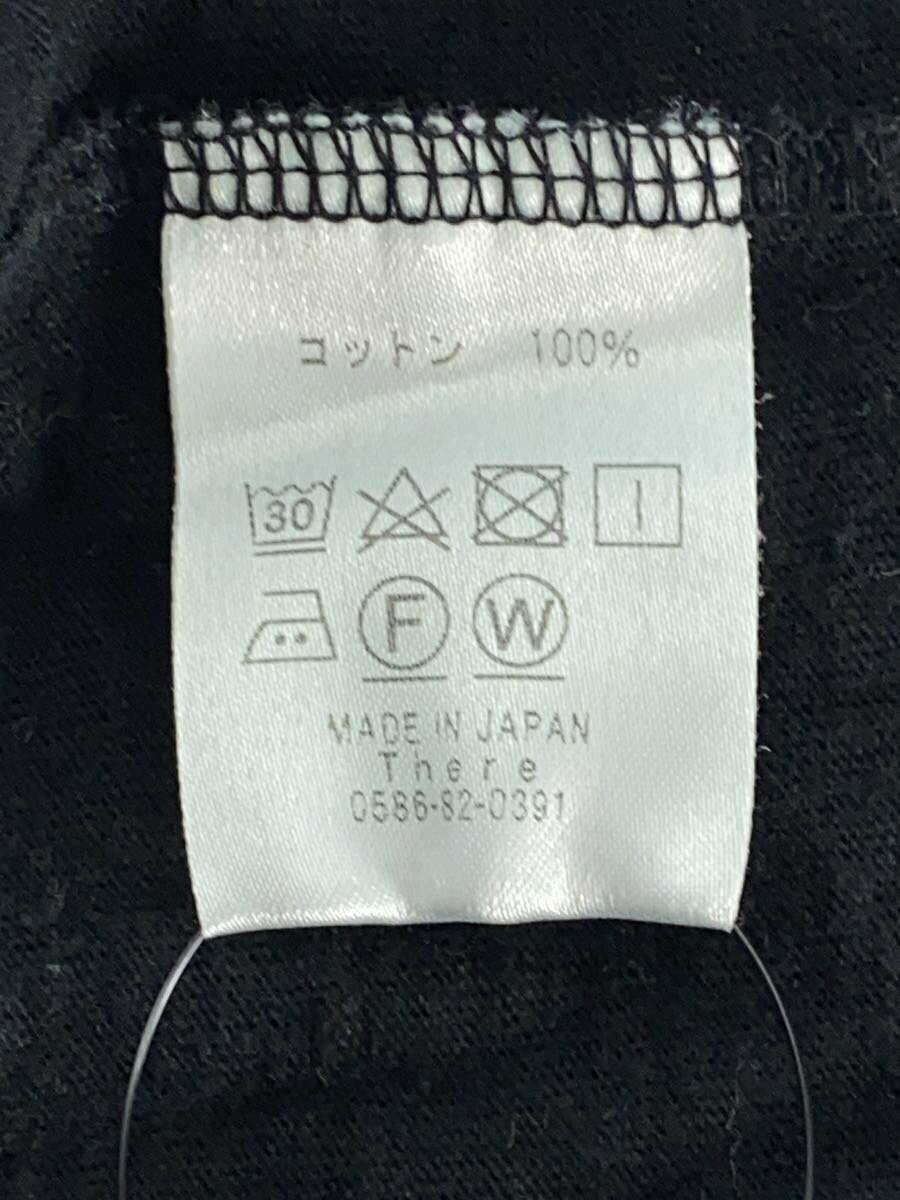 コットン 100%
30
F W
MADE IN JAPAN
There
0586-82-0391